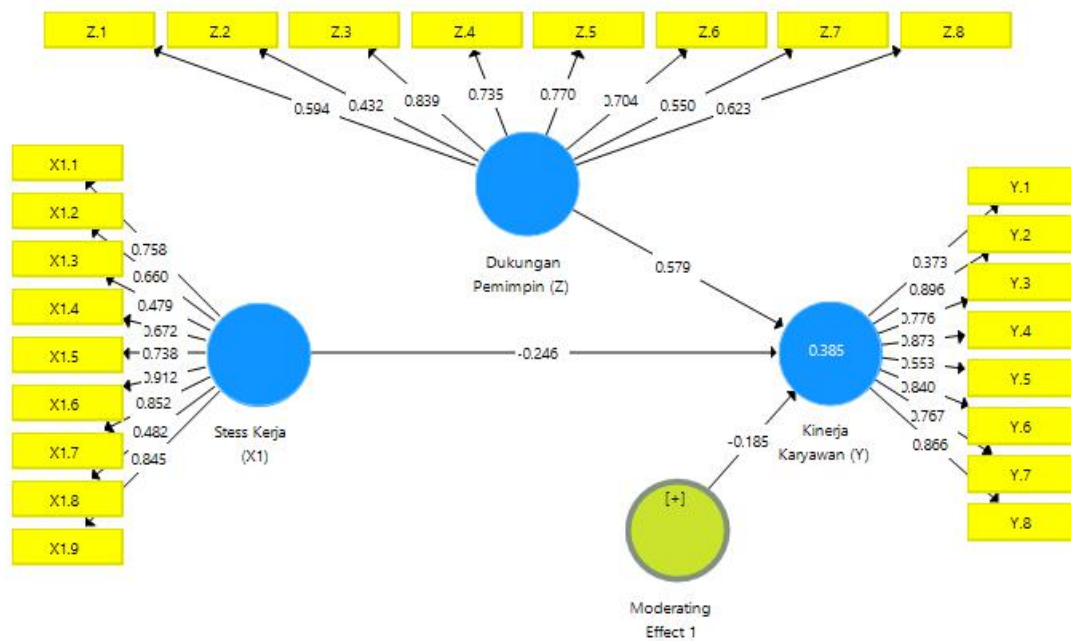 Z.1 Z.2 Z.3 Z.4 Z.5 Z.6 Z.7 Z.8
0.594 0.432 0.839 0.735 0.770 0.704 0.550 0.623
X1.1
X1.2
X1.3
X1.4
X1.5
X1.6
X1.7
X1.8
X1.9
0.758
0.660
0.479
0.672
0.738
0.912
0.852
0.482
0.845
Stess Kerja
(X1)
Dukungan
Pemimpin (Z)
0.579
-0.246
-0.185
0.385
Kinerja
Karyawan (Y)
[+]
Moderating
Effect 1
0.373
0.896
0.776
0.873
0.553
0.840
0.767
0.866
Y.1
Y.2
Y.3
Y.4
Y.5
Y.6
Y.7
Y.8